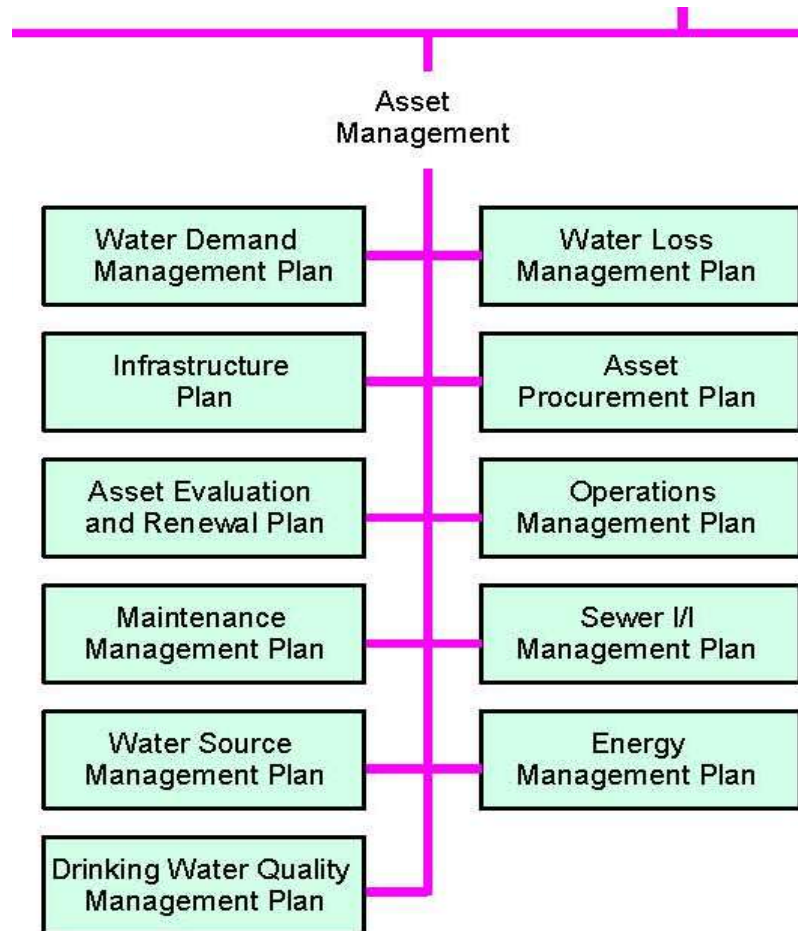 Asset
Management
Water Demand
Management Plan
Water Loss
Management Plan
Infrastructure
Plan
Asset
Procurement Plan
Asset Evaluation
and Renewal Plan
Operations
Management Plan
Maintenance
Management Plan
Sewer I/I
Management Plan
Water Source
Management Plan
Energy
Management Plan
Drinking Water Quality
Management Plan